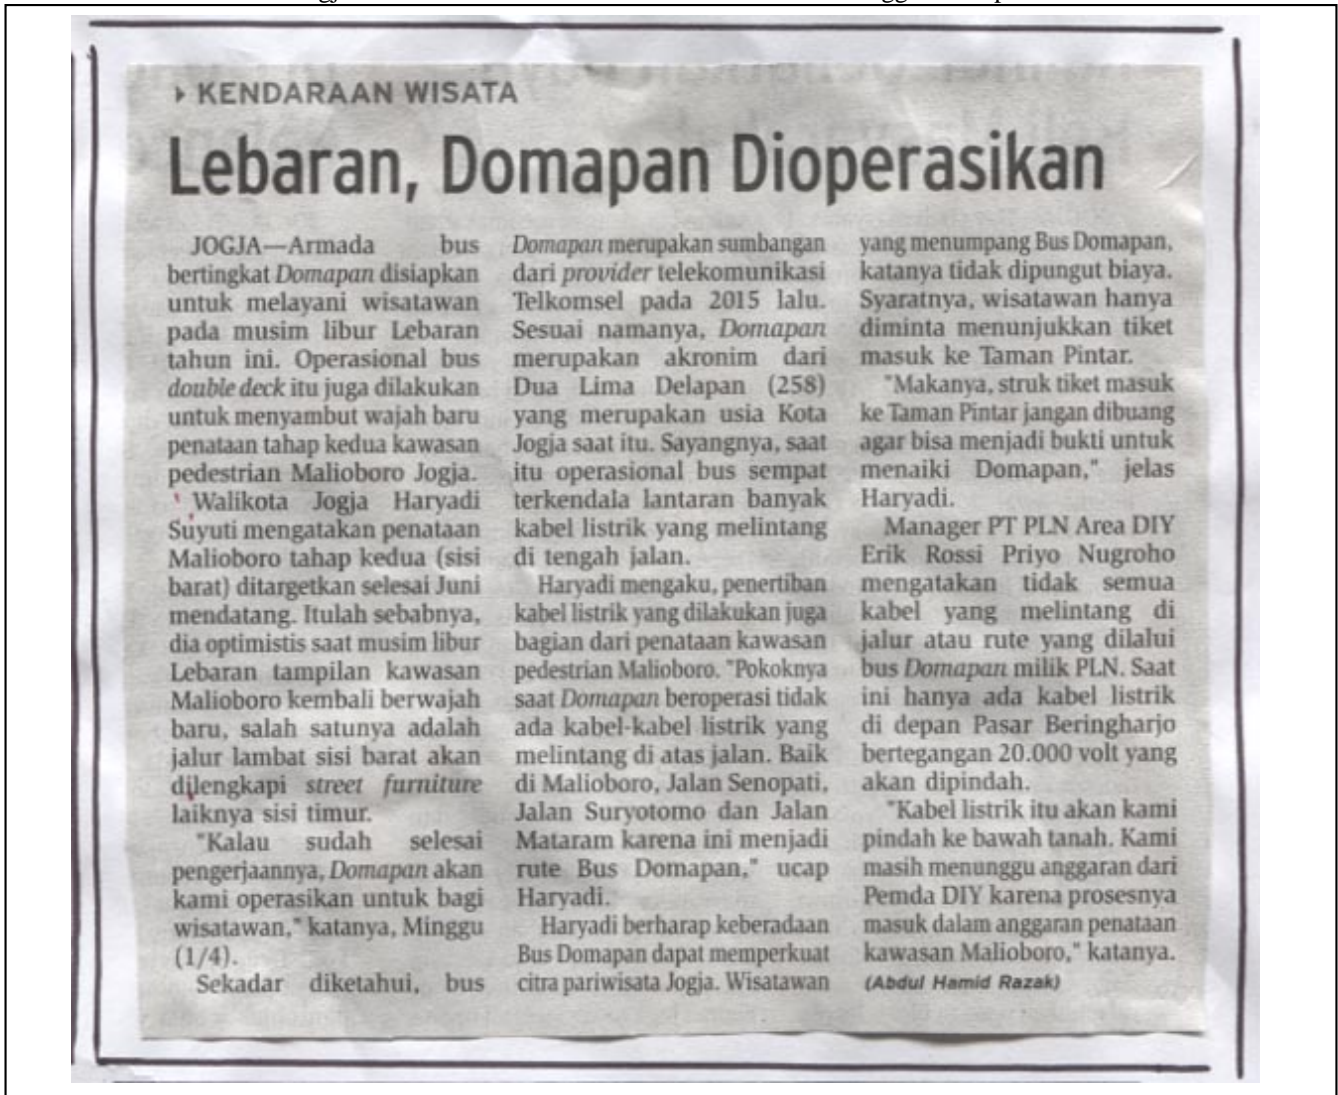 KENDARAAN WISATA
Lebaran, Domapan Dioperasikan
JOGJA—Armada bus
bertingkat Domapan disiapkan
untuk melayani wisatawan
pada musim libur Lebaran
tahun ini. Operasional bus
double deck itu juga dilakukan
untuk menyambut wajah baru
penataan tahap kedua kawasan
pedestrian Malioboro Jogja.
Walikota Jogja Haryadi
Suyuti mengatakan penataan
Malioboro tahap kedua (sisi
barat) ditargetkan selesai Juni
mendatang. Itulah sebabnya,
dia optimistis saat musim libur
Lebaran tampilan kawasan
Malioboro kembali berwajah
baru, salah satunya adalah
jalur lambat sisi barat akan
dilengkapi street furniture
laiknya sisi timur.
"Kalau sudah selesai
pengerjaannya, Domapan akan
kami operasikan untuk bagi
wisatawan," katanya, Minggu
(1/4).
Sekadar diketahui, bus
Domapan merupakan sumbangan
dari provider telekomunikasi
Telkomsel pada 2015 lalu.
Sesuai namanya, Domapan
merupakan akronim dari
Dua Lima Delapan (258)
yang merupakan usia Kota
Jogja saat itu. Sayangnya, saat
itu operasional bus sempat
terkendala lantaran banyak
kabel listrik yang melintang
di tengah jalan.
Haryadi mengaku, penertiban
kabel listrik yang dilakukan juga
bagian dari penataan kawasan
pedestrian Malioboro. "Pokoknya
saat Domapan beroperasi tidak
ada kabel-kabel listrik yang
melintang di atas jalan. Baik
di Malioboro, Jalan Senopati,
Jalan Suryotomo dan Jalan
Mataram karena ini menjadi
rute Bus Domapan," ucap
Haryadi.
Haryadi berharap keberadaan
Bus Domapan dapat memperkuat
citra pariwisata Jogja. Wisatawan
yang menumpang Bus Domapan,
katanya tidak dipungut biaya.
Syaratnya, wisatawan hanya
diminta menunjukkan tiket
masuk ke Taman Pintar.
"Makanya, struk tiket masuk
ke Taman Pintar jangan dibuang
agar bisa menjadi bukti untuk
menaiki Domapan," jelas
Haryadi.
Manager PT PLN Area DIY
Erik Rossi Priyo Nugroho
mengatakan tidak semua
kabel yang melintang di
jalur atau rute yang dilalui
bus Domapan milik PLN. Saat
ini hanya ada kabel listrik
di depan Pasar Beringharjo
bertegangan 20.000 volt yang
akan dipindah.
"Kabel listrik itu akan kami
pindah ke bawah tanah. Kami
masih menunggu anggaran dari
Pemda DIY karena prosesnya
masuk dalam anggaran penataan
kawasan Malioboro," katanya.
(Abdul Hamid Razak)